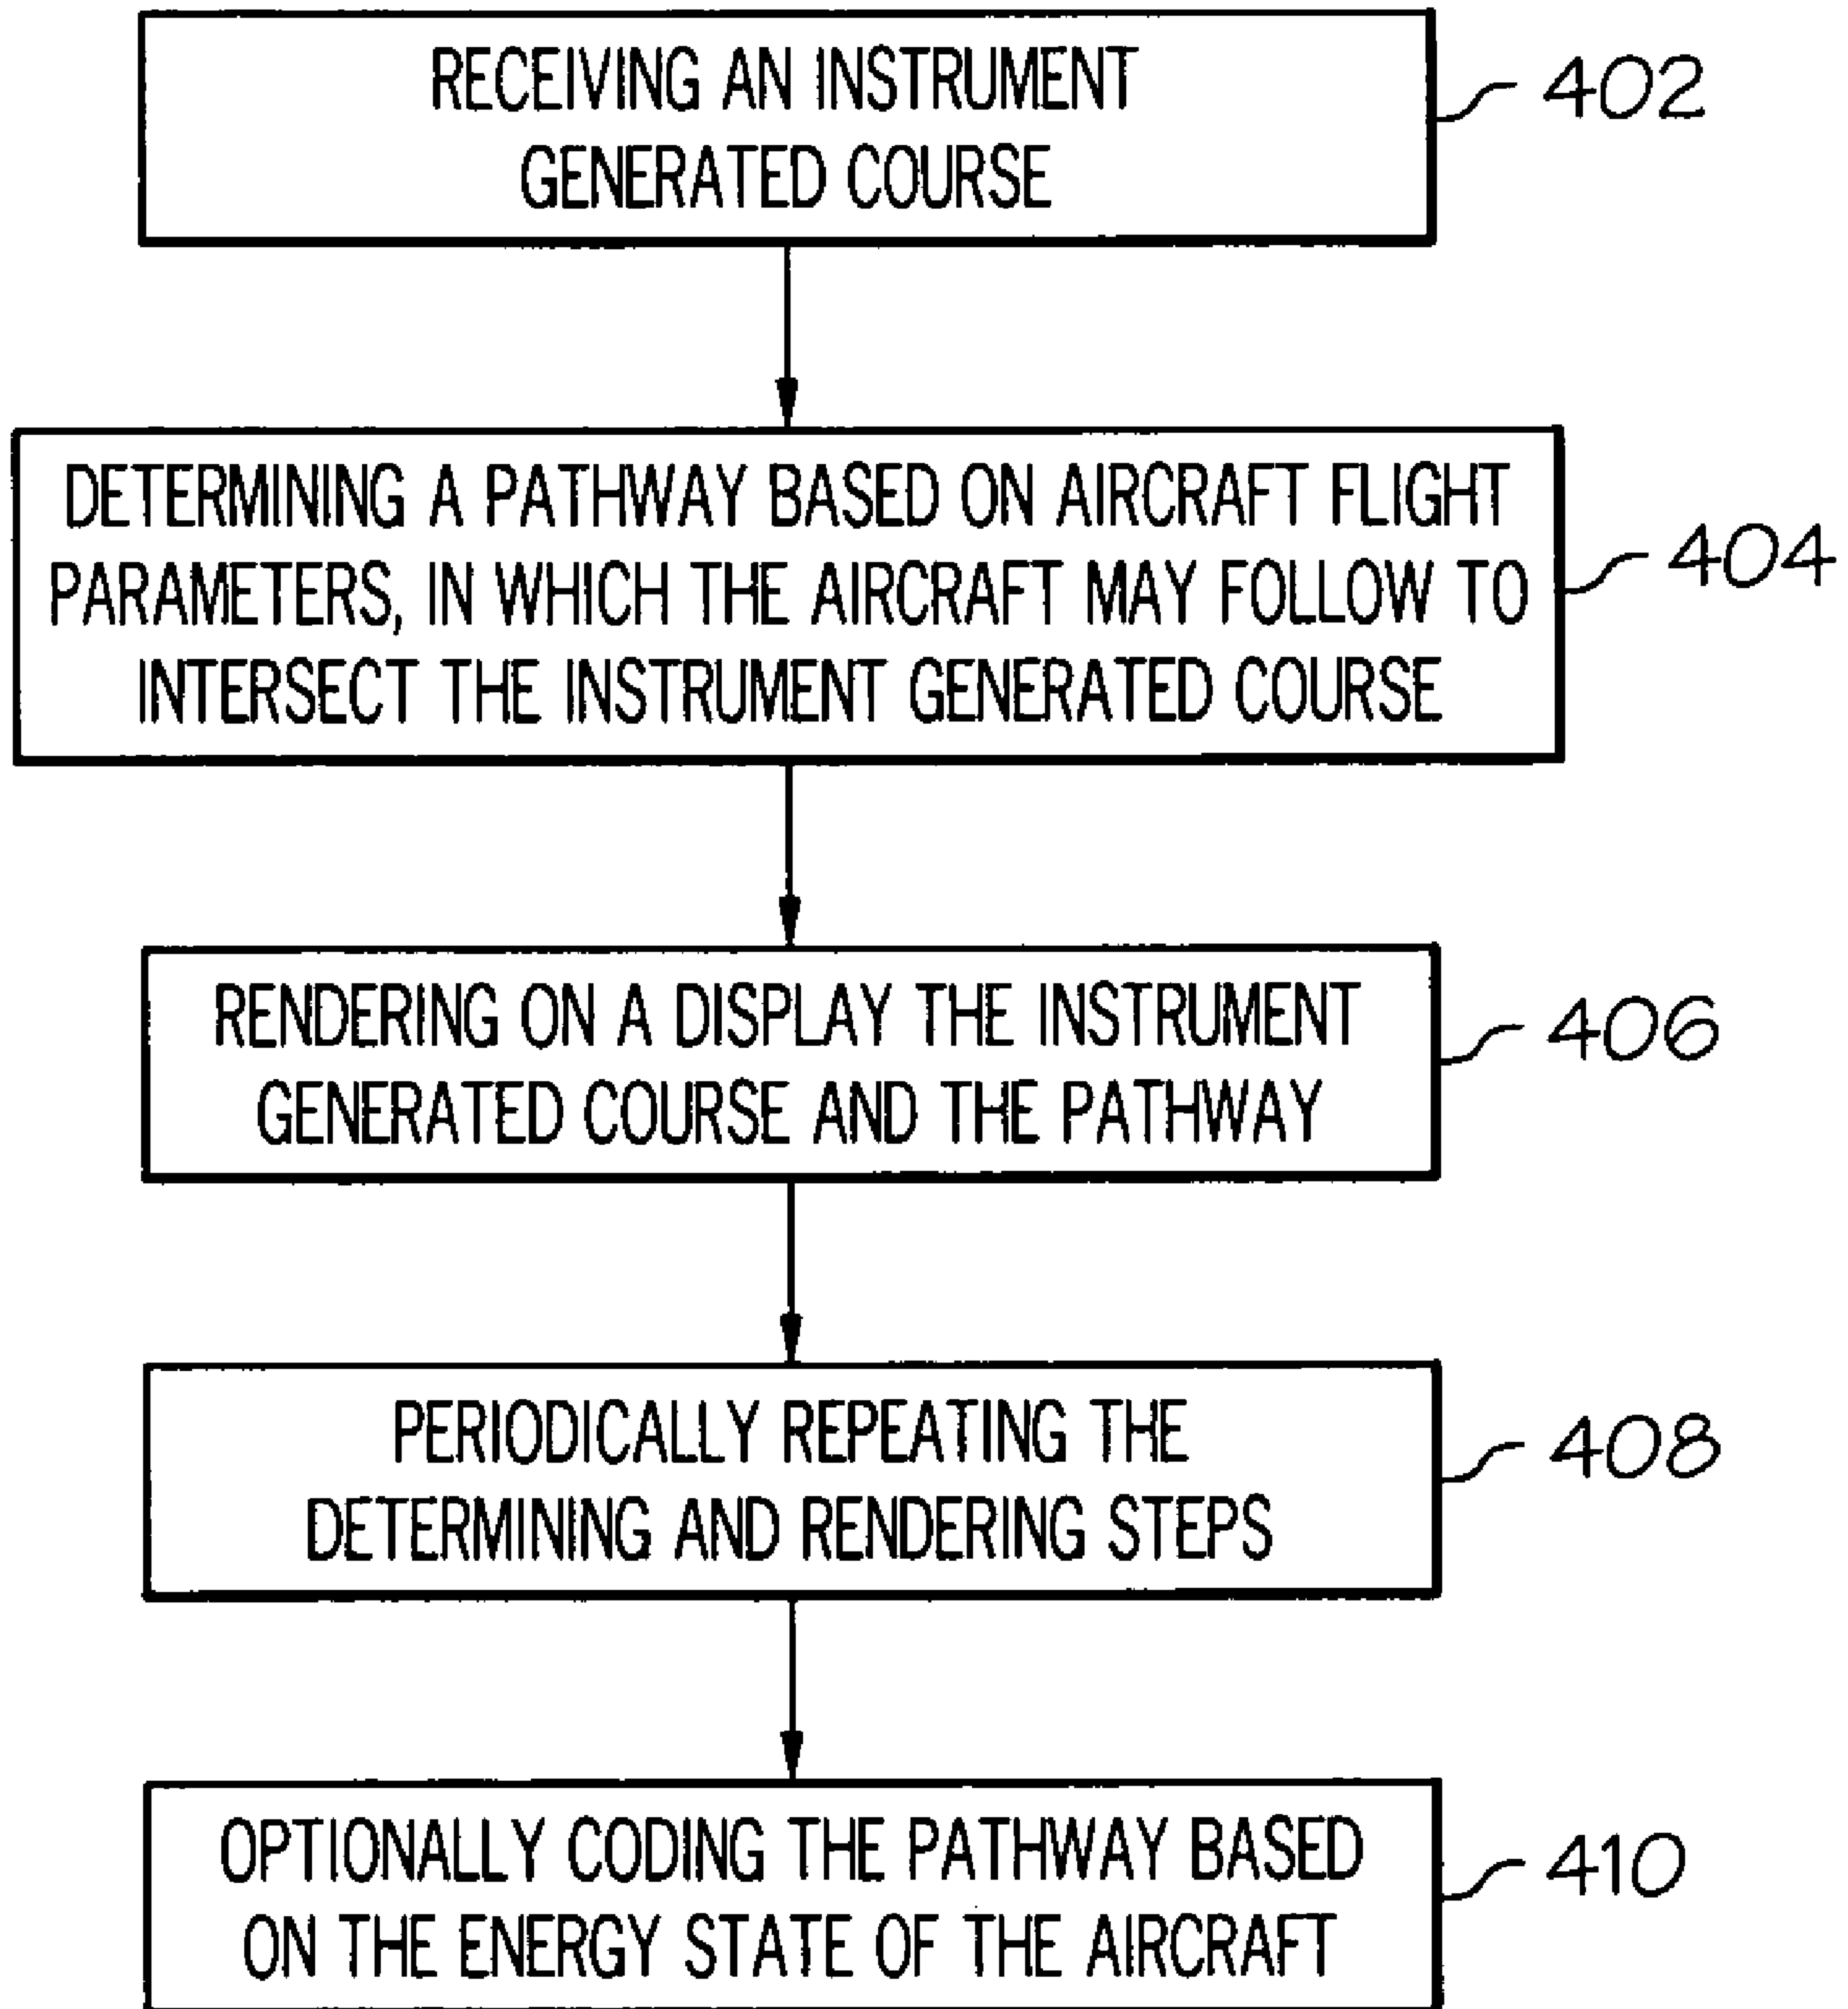 RECEIVING AN INSTRUMENT
GENERATED COURSE
402
DETERMINING A PATHWAY BASED ON AIRCRAFT FLIGHT
PARAMETERS, IN WHICH THE AIRCRAFT MAY FOLLOW TO
INTERSECT THE INSTRUMENT GENERATED COURSE
404
RENDERING ON A DISPLAY THE INSTRUMENT
GENERATED COURSE AND THE PATHWAY
406
PERIODICALLY REPEATING THE
DETERMINING AND RENDERING STEPS
408
OPTIONALLY CODING THE PATHWAY BASED
ON THE ENERGY STATE OF THE AIRCRAFT
410